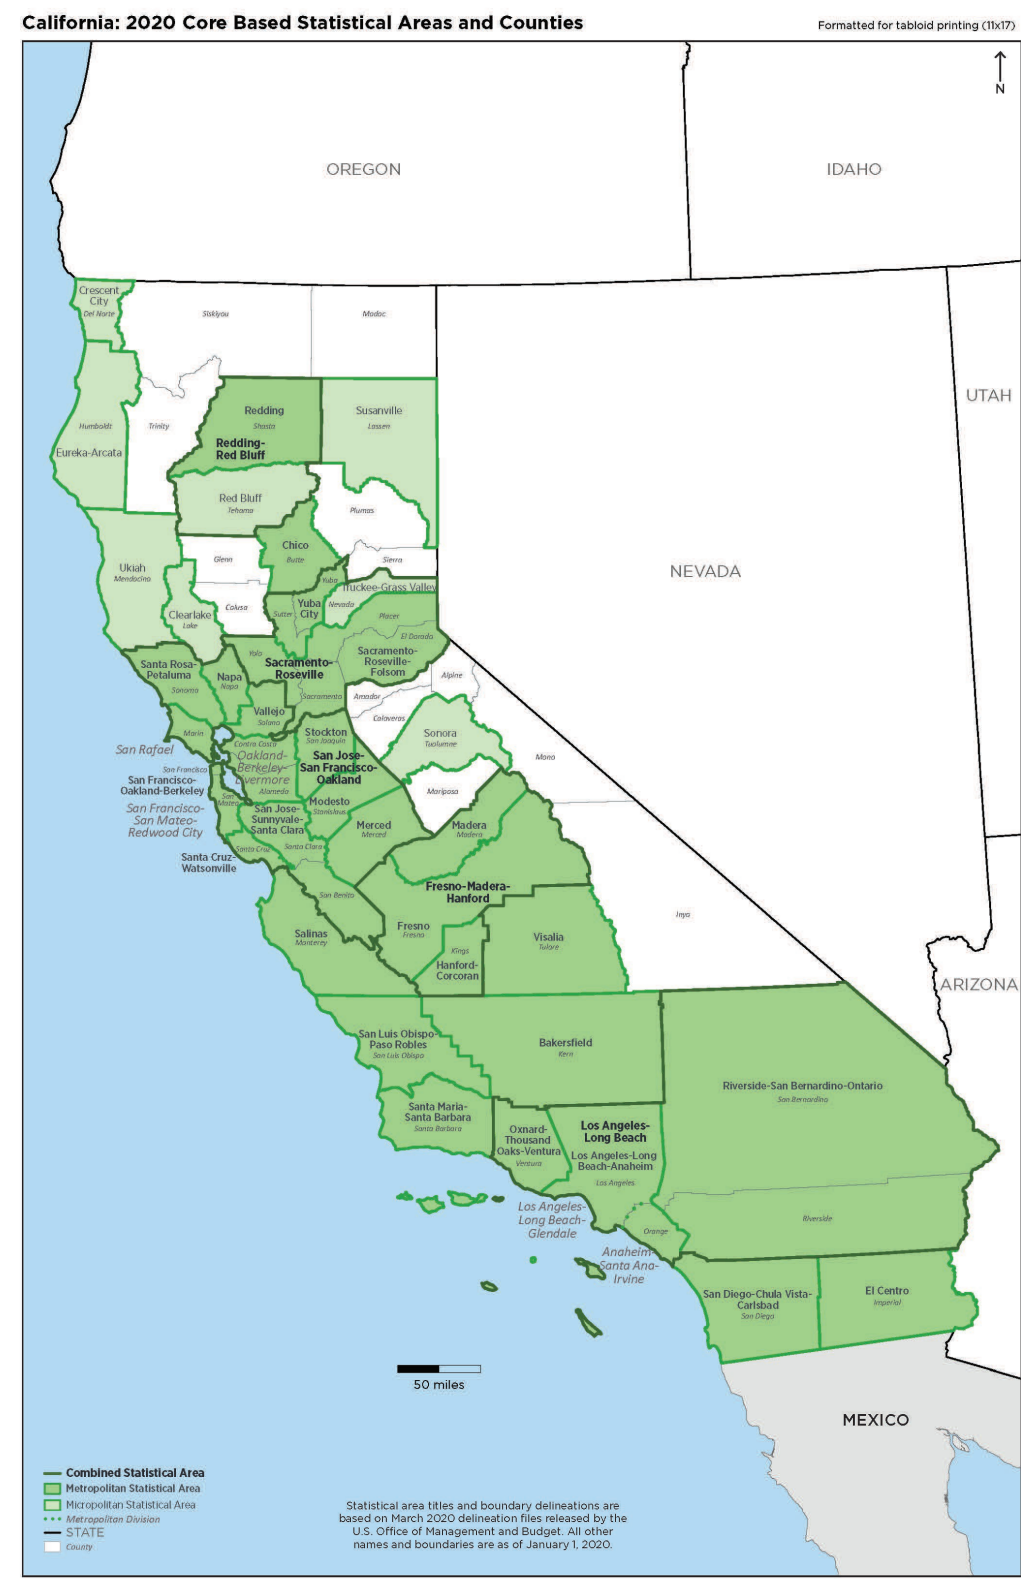 California: 2020 Core Based Statistical Areas and Counties
Formatted for tabloid printing (11x17)
N
OREGON
IDAHO
Crescent
City
Del Norte
Siskiyou
Modoc
UTAH
Redding
Shasta
Susanville
Lassen
Humboldt
Trinity
Redding-
Red Bluff
Eureka-Arcata
Red Bluff
Tehama
Plumas
Chico
Butte
Glenn
Sierra
Ukiah
Mendocino
NEVADA
Yuba
Truckee-Grass Valley
Nevada
Colusa
Clearlake
Lake
Sutter
Yuba
City
Placer
El Dorado
Yolo
Sacramento-
Roseville
Sacramento-
Roseville-
Folsom
Santa Rosa-
Petaluma
Sonoma
Napa
Napa
Alpine
Sacramento
Amador
Vallejo
Solano
Calaveras
Marin
Stockton
San Joaquin
Sonora
Tuolumne
San Rafael
Contra Costa
Oakland-
Berkeley-
Livermore
Alameda
San Jose-
San Francisco-
Oakland
Mono
San Francisco
San Francisco-
Oakland-Berkeley
San
Mateo
Mariposa
San Francisco-
San Mateo-
Redwood City
San Jose-
Sunnyvale-
Santa Clara
Modesto
Stanislaus
Merced
Merced
Madera
Madera
Santa Clara
Santa Cruz
Santa Cruz-
Watsonville
Fresno-Madera-
Hanford
San Benito
Inyo
Salinas
Monterey
Fresno
Fresno
Visalia
Tulare
Kings
Hanford-
Corcoran
ARIZONA
San Luis Obispo-
Paso Robles
San Luis Obispo
Bakersfield
Kern
Riverside-San Bernardino-Ontario
San Bernardino
Santa Maria-
Santa Barbara
Santa Barbara
Oxnard-
Thousand
Oaks-Ventura
Ventura
Los Angeles-
Long Beach
Los Angeles-Long
Beach-Anaheim
Los Angeles
Los Angeles-
Long Beach-
Glendale
Riverside
Orange
Anaheim-
Santa Ana-
Irvine
San Diego-Chula Vista-
Carlsbad
San Diego
El Centro
Imperial
50 miles
MEXICO
Combined Statistical Area
Metropolitan Statistical Area
Micropolitan Statistical Area
Metropolitan Division
STATE
County
Statistical area titles and boundary delineations are
based on March 2020 delineation files released by the
U.S. Office of Management and Budget. All other
names and boundaries are as of January 1, 2020.